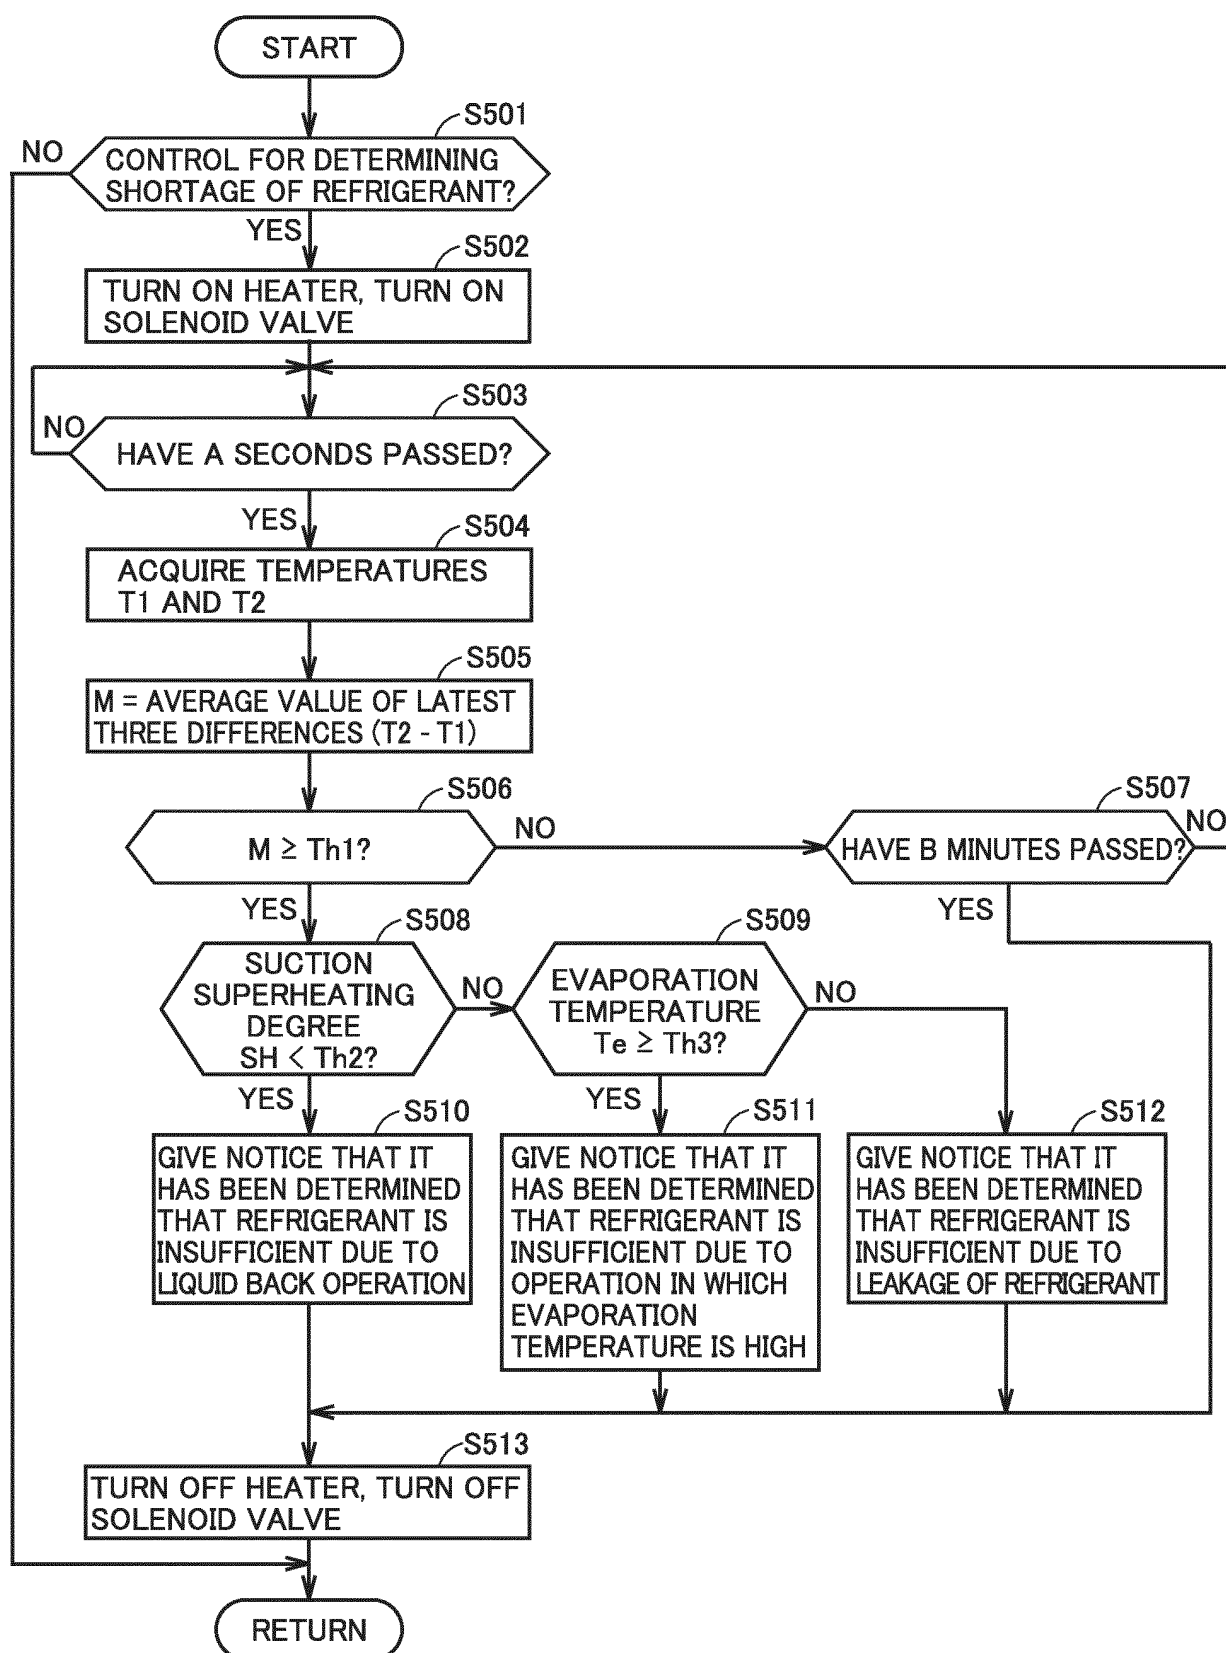 START
S501
NO
CONTROL FOR DETERMINING
SHORTAGE OF REFRIGERANT?
YES
S502
TURN ON HEATER, TURN ON
SOLENOID VALVE
S503
NO
HAVE A SECONDS PASSED?
YES
S504
ACQUIRE TEMPERATURES
T1 AND T2
S505
M = AVERAGE VALUE OF LATEST
THREE DIFFERENCES (T2 - T1)
S506
M ≥ Th1?
NO
S507
HAVE B MINUTES PASSED?
NO
YES
YES
S508
SUCTION
SUPERHEATING
DEGREE
SH < Th2?
NO
S509
EVAPORATION
TEMPERATURE
Te ≥ Th3?
NO
YES
S510
GIVE NOTICE THAT IT
HAS BEEN DETERMINED
THAT REFRIGERANT IS
INSUFFICIENT DUE TO
LIQUID BACK OPERATION
YES
S511
GIVE NOTICE THAT IT
HAS BEEN DETERMINED
THAT REFRIGERANT IS
INSUFFICIENT DUE TO
OPERATION IN WHICH
EVAPORATION
TEMPERATURE IS HIGH
S512
GIVE NOTICE THAT IT
HAS BEEN DETERMINED
THAT REFRIGERANT IS
INSUFFICIENT DUE TO
LEAKAGE OF REFRIGERANT
S513
TURN OFF HEATER, TURN OFF
SOLENOID VALVE
RETURN